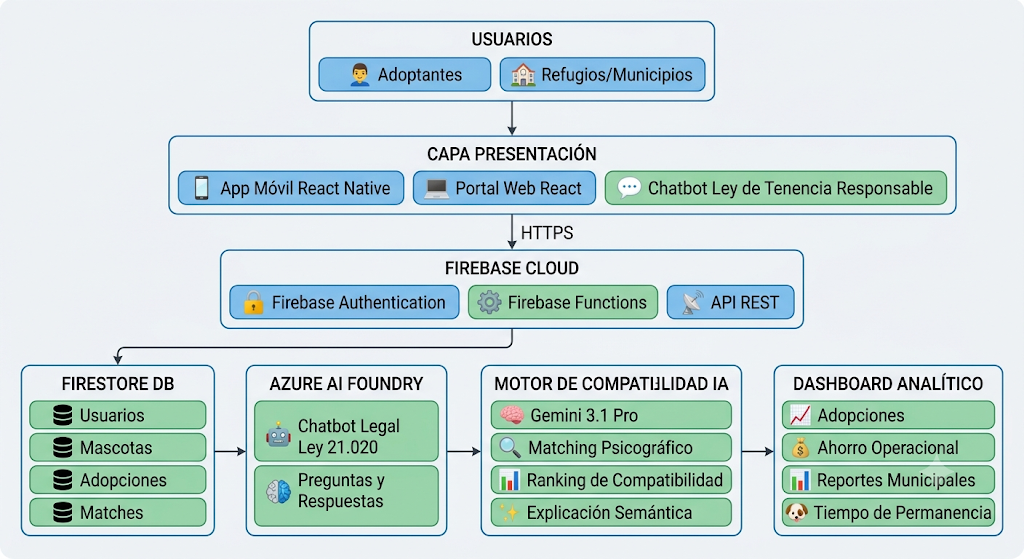 USUARIOS
Adoptantes
Refugios/Municipios
CAPA PRESENTACIÓN
App Móvil React Native
Portal Web React
Chatbot Ley de Tenencia Responsable
HTTPS
FIREBASE CLOUD
Firebase Authentication
Firebase Functions
API REST
FIRESTORE DB
Usuarios
Mascotas
Adopciones
Matches
AZURE AI FOUNDRY
Chatbot Legal
Ley 21.020
Preguntas y
Respuestas
MOTOR DE COMPATIBILIDAD IA
Gemini 3.1 Pro
Matching Psicográfico
Ranking de Compatibilidad
Explicación Semántica
DASHBOARD ANALÍTICO
Adopciones
Ahorro Operacional
Reportes Municipales
Tiempo de Permanencia